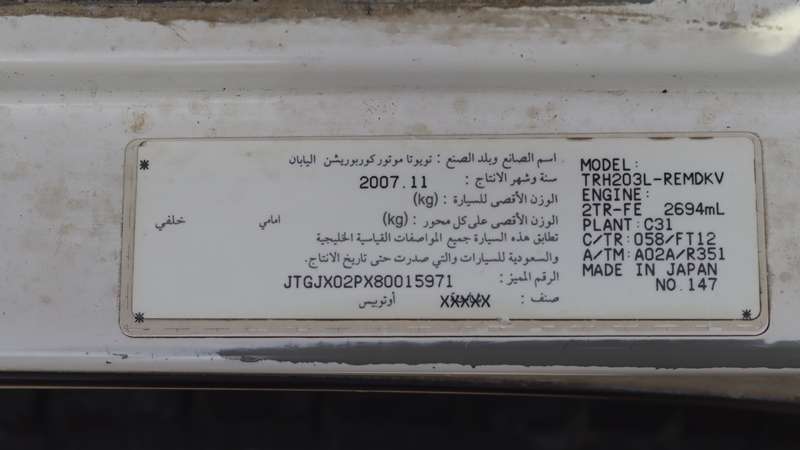 اسم الصانع وبلد الصنع : تويوتا موتور كوربوريشن اليابان
سنة وشهر الانتاج : 2007.11
الوزن الأقصى للسيارة : (kg)
الوزن الأقصى على كل محور : (kg) امامي خلفي
تطابق هذه السيارة جميع المواصفات القياسية الخليجية
والسعودية للسيارات والتي صدرت حتى تاريخ الانتاج.
الرقم المميز : JTGJX02PX80015971
صنف : XXXXX أوتوبيس
MODEL:
TRH203L-REMDKV
ENGINE:
2TR-FE 2694mL
PLANT:C31
C/TR:058/FT12
A/TM:A02A/R351
MADE IN JAPAN
NO.147